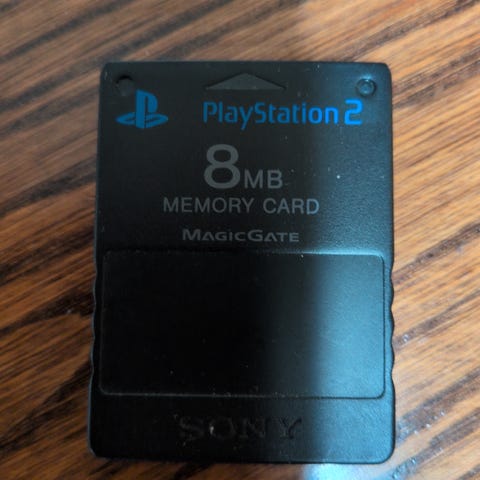 PlayStation 2
8MB
MEMORY CARD
MAGICGATE
SONY